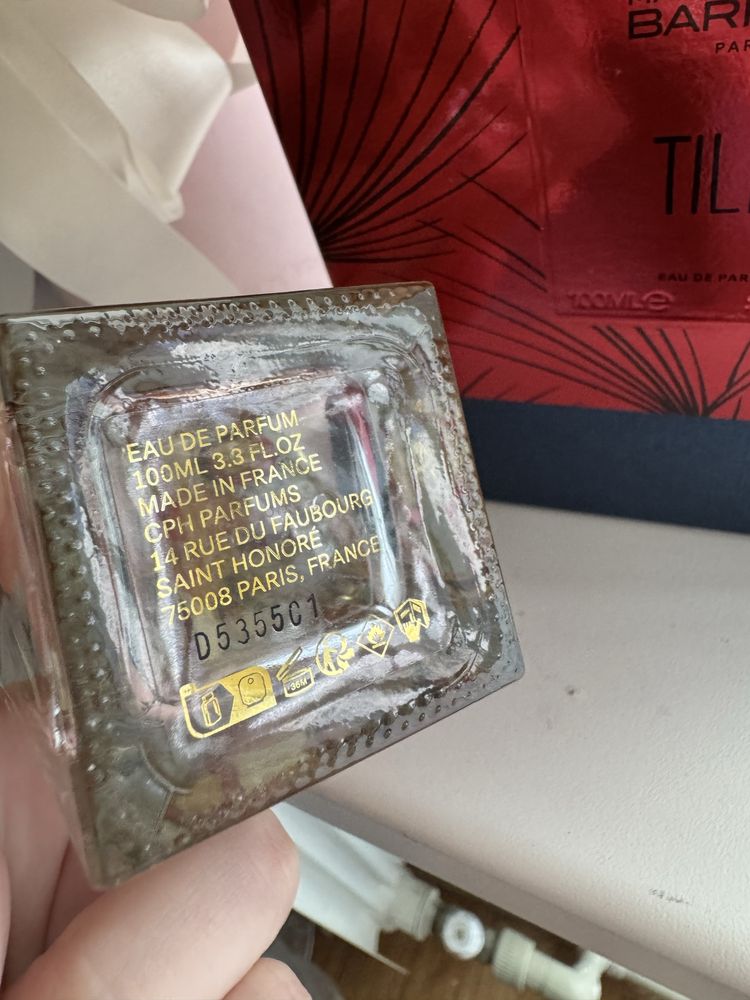 BAR
PAR
TIL
EAU DE PAR
100ML e
EAU DE PARFUM
100ML 3.3 FL.OZ
MADE IN FRANCE
CPH PARFUMS
14 RUE DU FAUBOURG
SAINT HONORÉ
75008 PARIS, FRANCE
D5355C1
36M